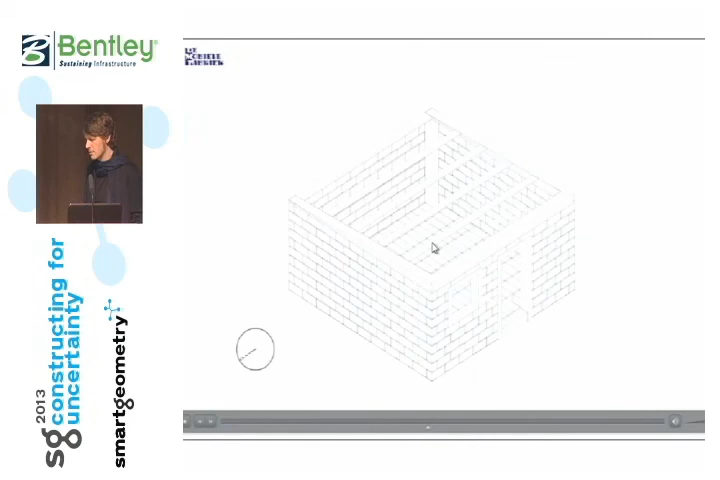 Bentley®
Sustaining Infrastructure
sg 2013 constructing for
uncertainty
smartgeometry